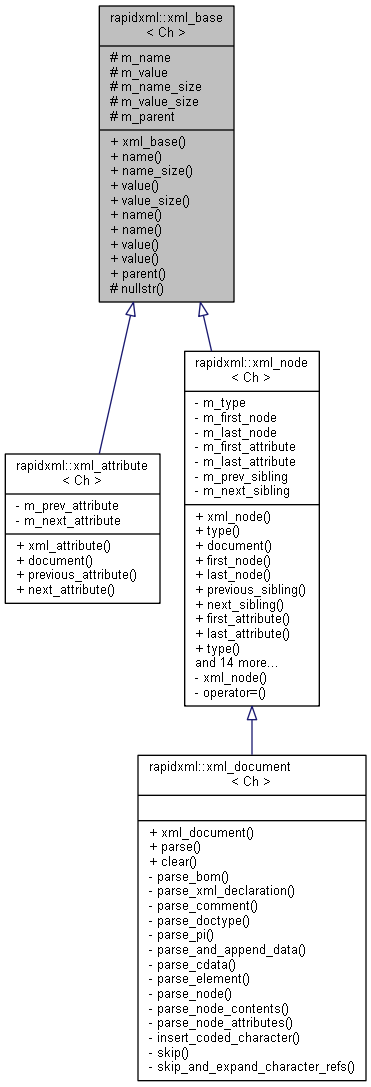 rapidxml::xml_base
< Ch >
# m_name
# m_value
# m_name_size
# m_value_size
# m_parent
+ xml_base()
+ name()
+ name_size()
+ value()
+ value_size()
+ name()
+ name()
+ value()
+ value()
+ parent()
# nullstr()
rapidxml::xml_node
< Ch >
- m_type
- m_first_node
- m_last_node
- m_first_attribute
- m_last_attribute
- m_prev_sibling
- m_next_sibling
+ xml_node()
+ type()
+ document()
+ first_node()
+ last_node()
+ previous_sibling()
+ next_sibling()
+ first_attribute()
+ last_attribute()
+ type()
and 14 more...
- xml_node()
- operator=()
rapidxml::xml_attribute
< Ch >
- m_prev_attribute
- m_next_attribute
+ xml_attribute()
+ document()
+ previous_attribute()
+ next_attribute()
rapidxml::xml_document
< Ch >
+ xml_document()
+ parse()
+ clear()
- parse_bom()
- parse_xml_declaration()
- parse_comment()
- parse_doctype()
- parse_pi()
- parse_and_append_data()
- parse_cdata()
- parse_element()
- parse_node()
- parse_node_contents()
- parse_node_attributes()
- insert_coded_character()
- skip()
- skip_and_expand_character_refs()